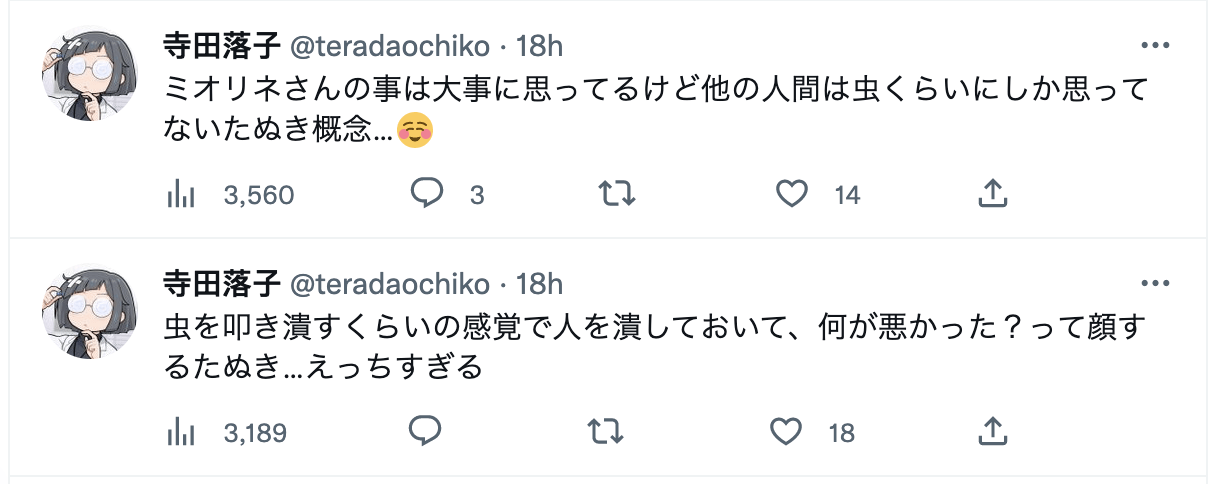 寺田落子 @teradaochiko · 18h
ミオリネさんの事は大事に思ってるけど他の人間は虫くらいにしか思って
ないたぬき概念...☺️
3,560 3 14
寺田落子 @teradaochiko · 18h
虫を叩き潰すくらいの感覚で人を潰しておいて、何が悪かった？って顔す
るたぬき...えっちすぎる
3,189 18